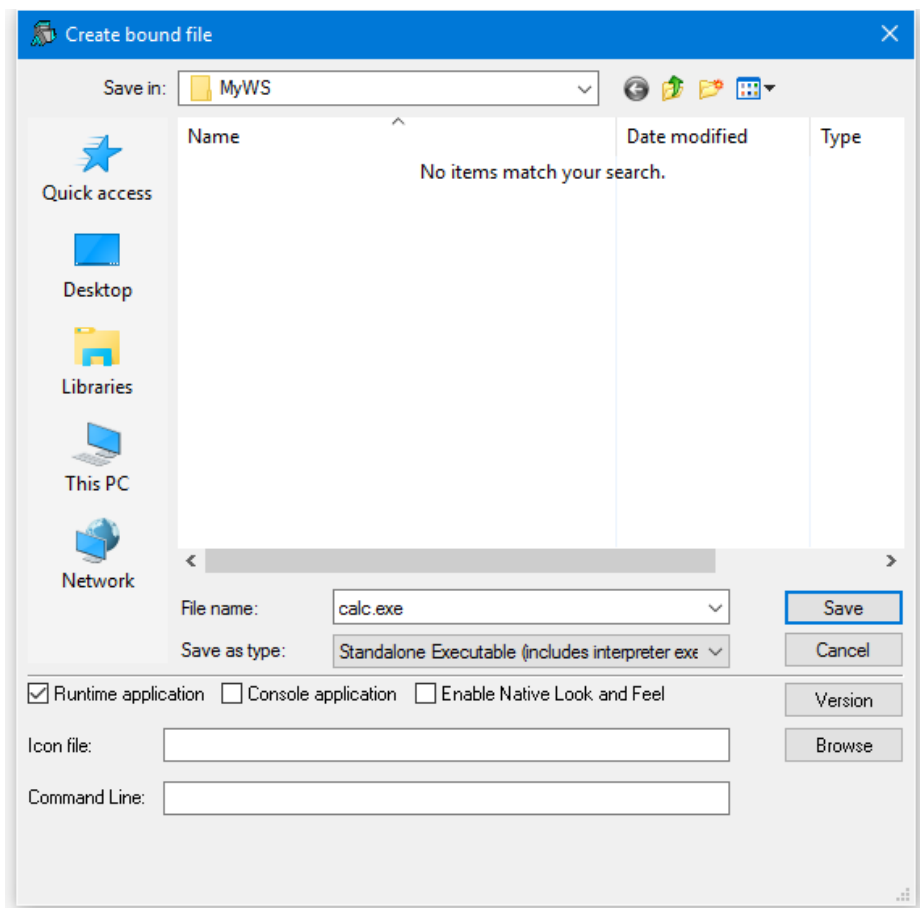 Create bound file
Save in: MyWS
Name Date modified Type
No items match your search.
Quick access
Desktop
Libraries
This PC
Network
File name: calc.exe Save
Save as type: Standalone Executable (includes interpreter exe Cancel
Runtime application Console application Enable Native Look and Feel Version
Icon file: Browse
Command Line: